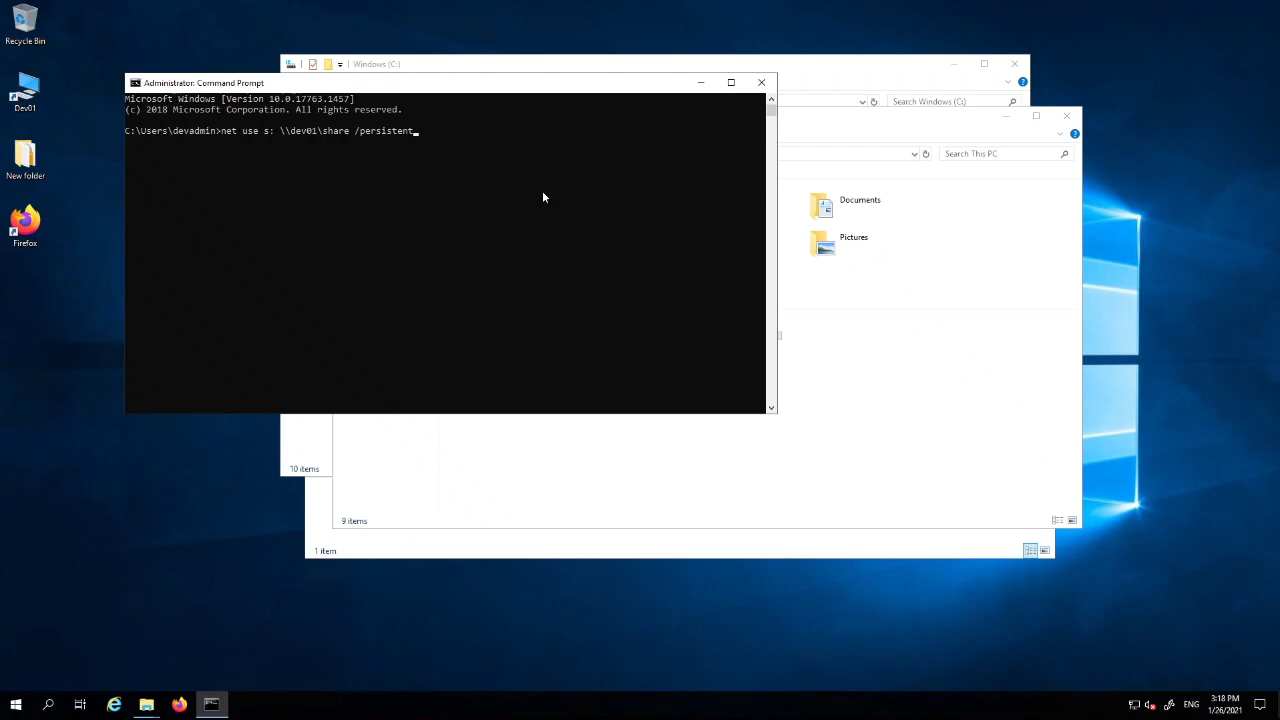 Recycle Bin
Dev01
New folder
Firefox
Windows (C:)
Search Windows (C:)
Search This PC
Documents
Pictures
Administrator: Command Prompt
Microsoft Windows [Version 10.0.17763.1457]
(c) 2018 Microsoft Corporation. All rights reserved.
C:\Users\devadmin>net use s: \\dev01\share /persistent_
10 items
9 items
1 item
ENG
3:18 PM
1/26/2021